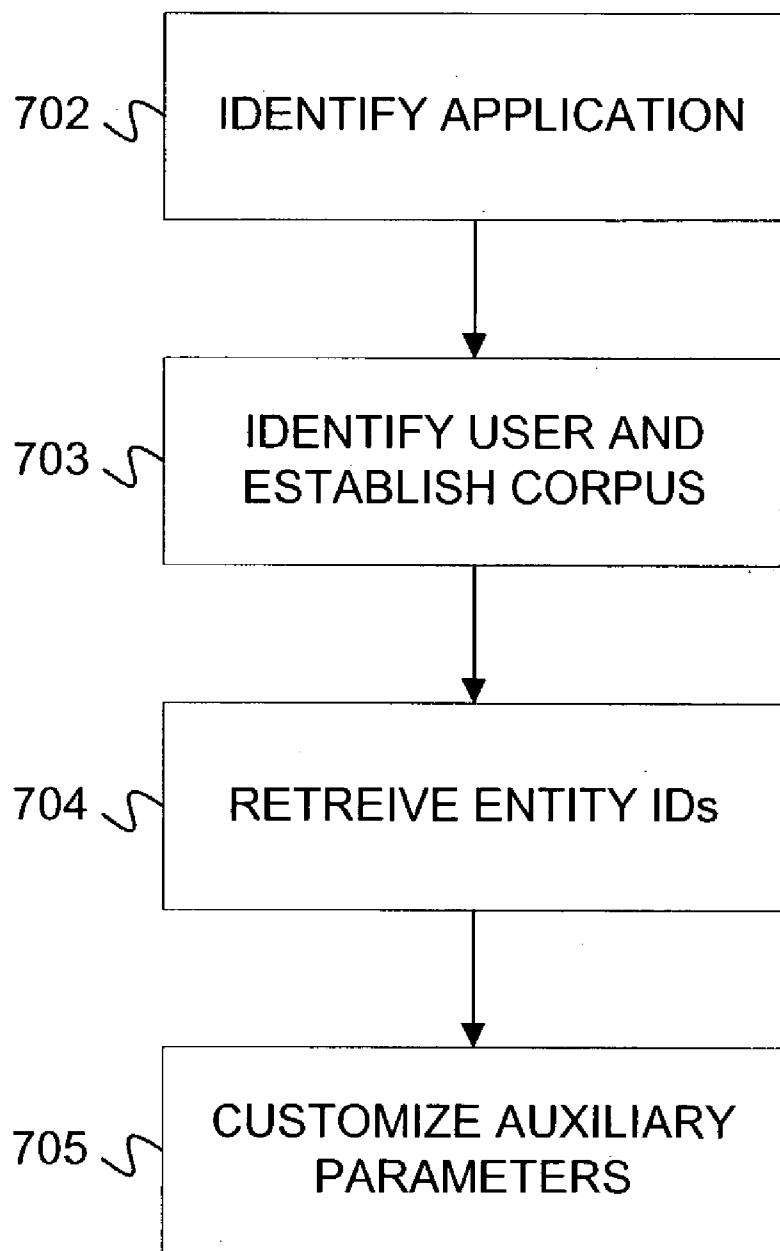 702 IDENTIFY APPLICATION
703 IDENTIFY USER AND
ESTABLISH CORPUS
704 RETREIVE ENTITY IDs
705 CUSTOMIZE AUXILIARY
PARAMETERS